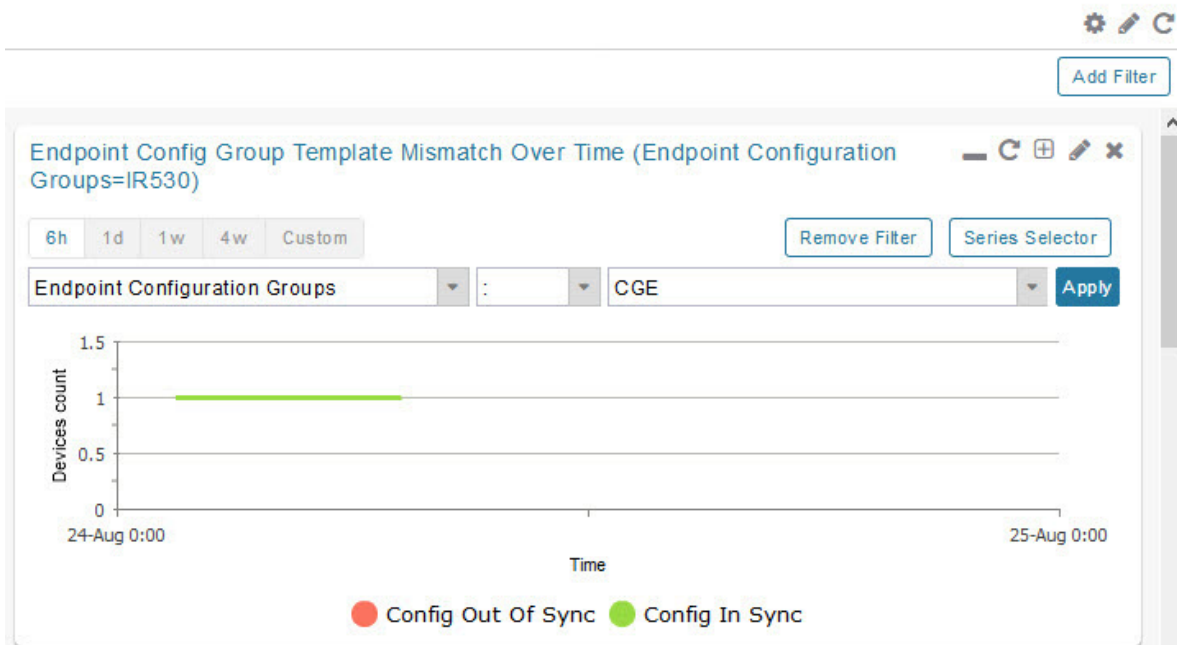 Add Filter
Endpoint Config Group Template Mismatch Over Time (Endpoint Configuration
Groups=IR530)
6h 1d 1w 4w Custom
Remove Filter
Series Selector
Endpoint Configuration Groups
:
CGE
Apply
1.5
1
0.5
0
Devices count
24-Aug 0:00
25-Aug 0:00
Time
Config Out Of Sync
Config In Sync